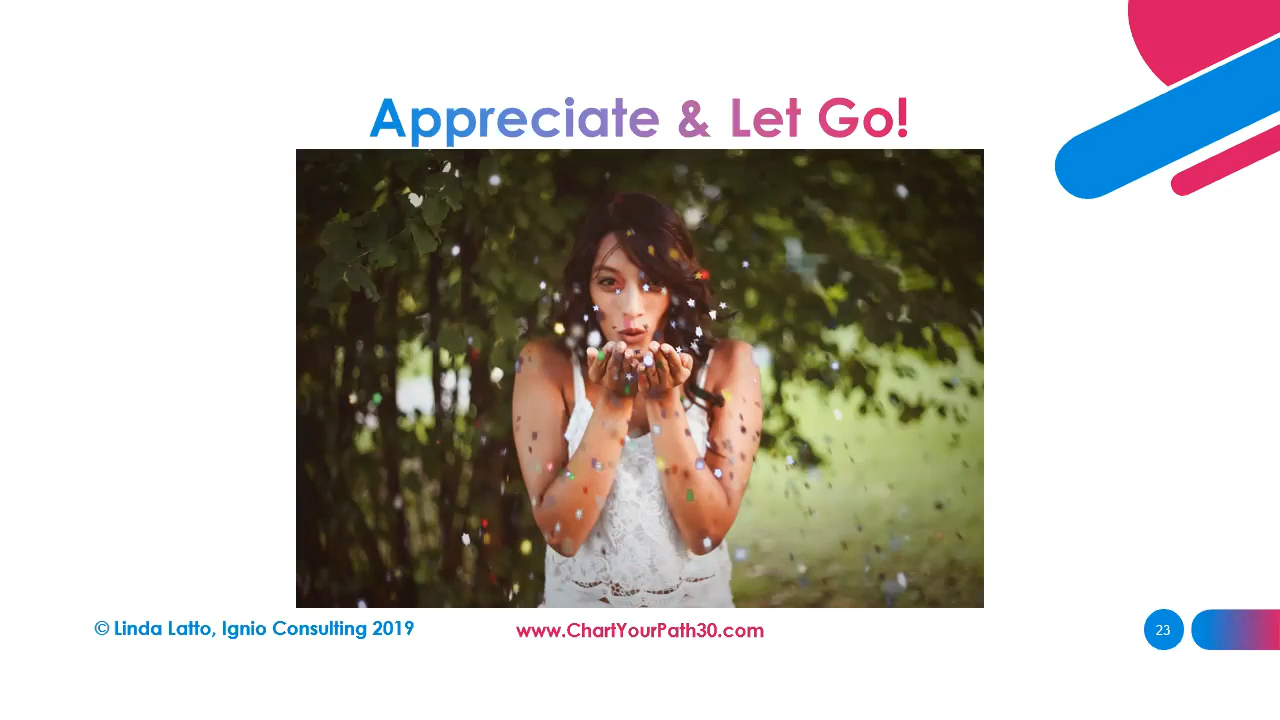 Appreciate & Let Go!
© Linda Latto, Ignio Consulting 2019
www.ChartYourPath30.com
23